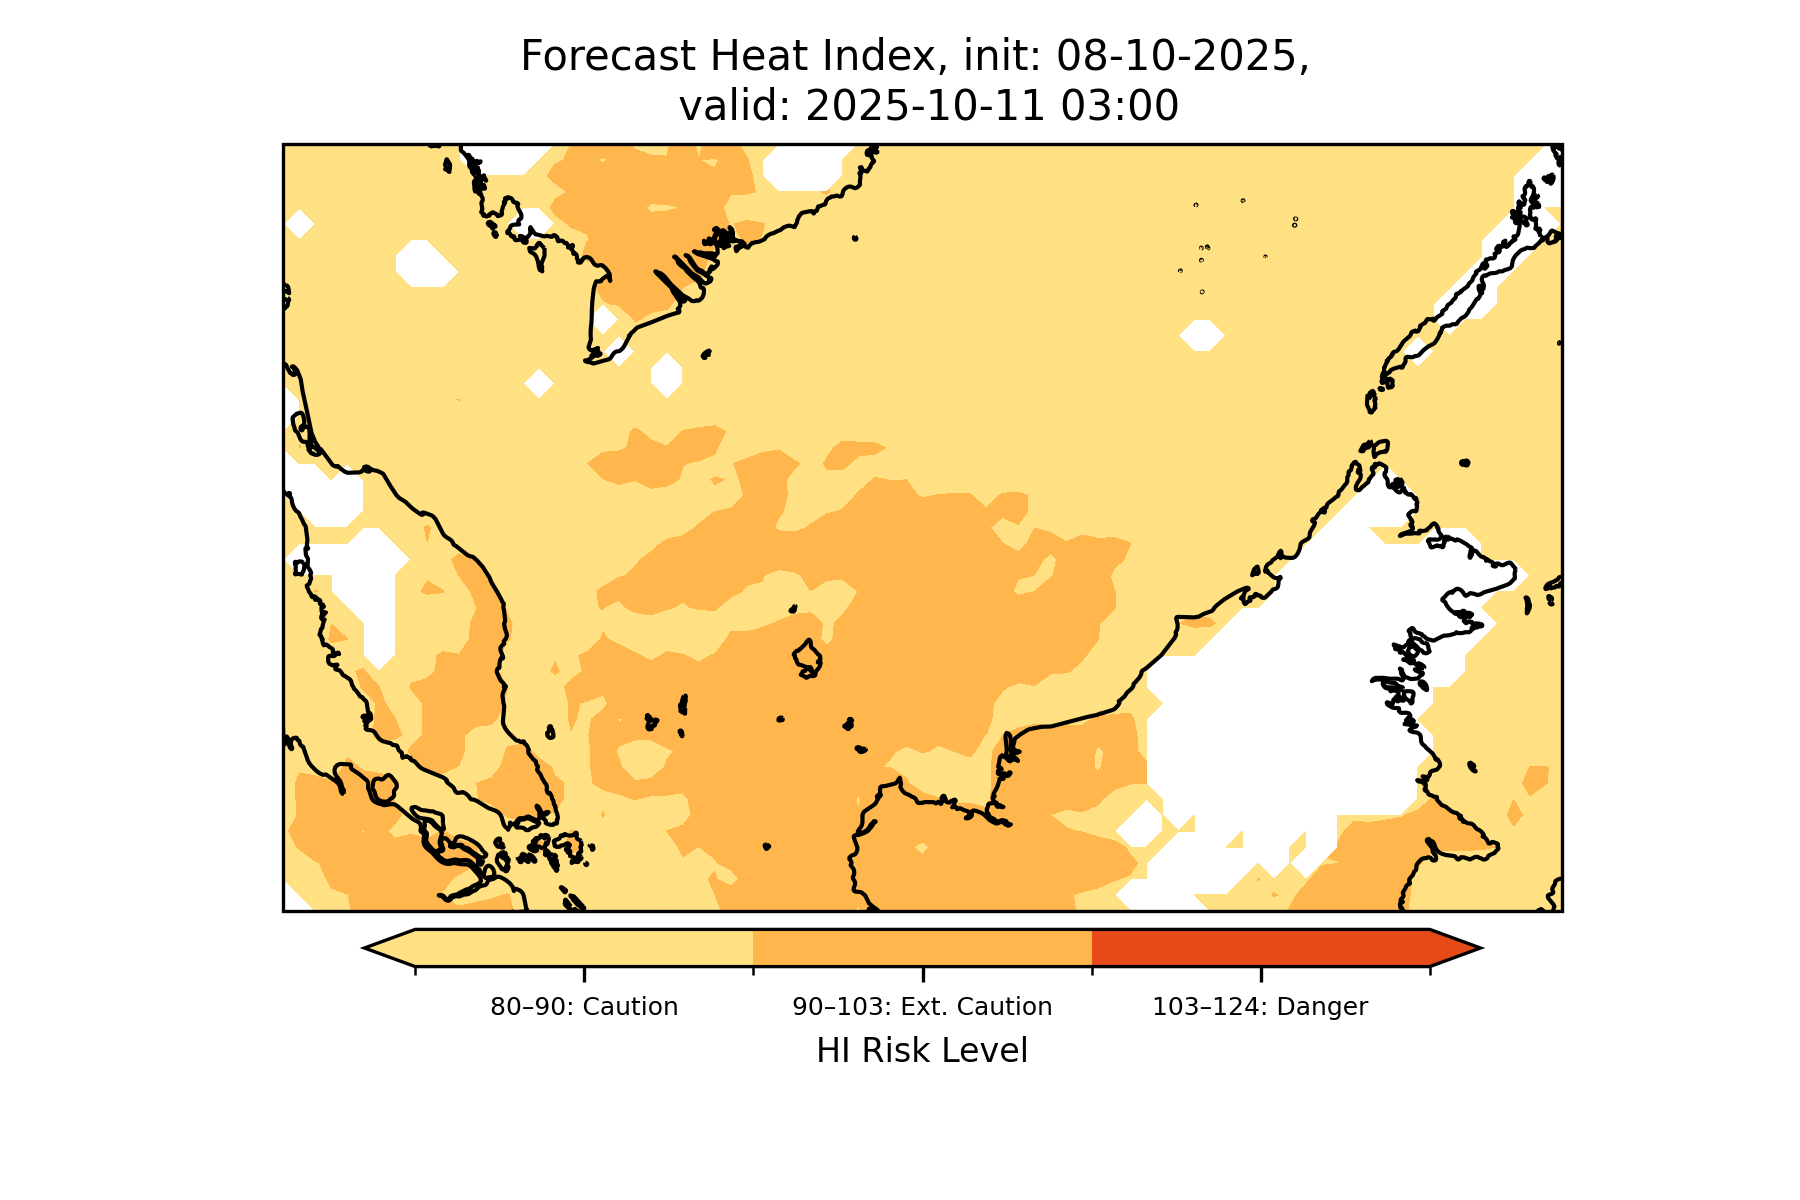 Forecast Heat Index, init: 08-10-2025,
valid: 2025-10-11 03:00
80–90: Caution
90–103: Ext. Caution
103–124: Danger
HI Risk Level